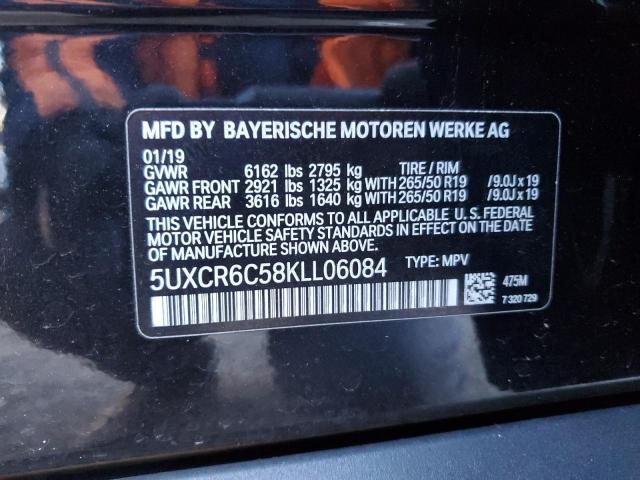 MFD BY BAYERISCHE MOTOREN WERKE AG
01/19
GVWR 6162 lbs 2795 kg TIRE / RIM
GAWR FRONT 2921 lbs 1325 kg WITH 265/50 R19 /9.0J x 19
GAWR REAR 3616 lbs 1640 kg WITH 265/50 R19 /9.0J x 19
THIS VEHICLE CONFORMS TO ALL APPLICABLE U. S. FEDERAL
MOTOR VEHICLE SAFETY STANDARDS IN EFFECT ON THE DATE
OF MANUFACTURE SHOWN ABOVE.
5UXCR6C58KLL06084 TYPE: MPV
475M
7 320 729